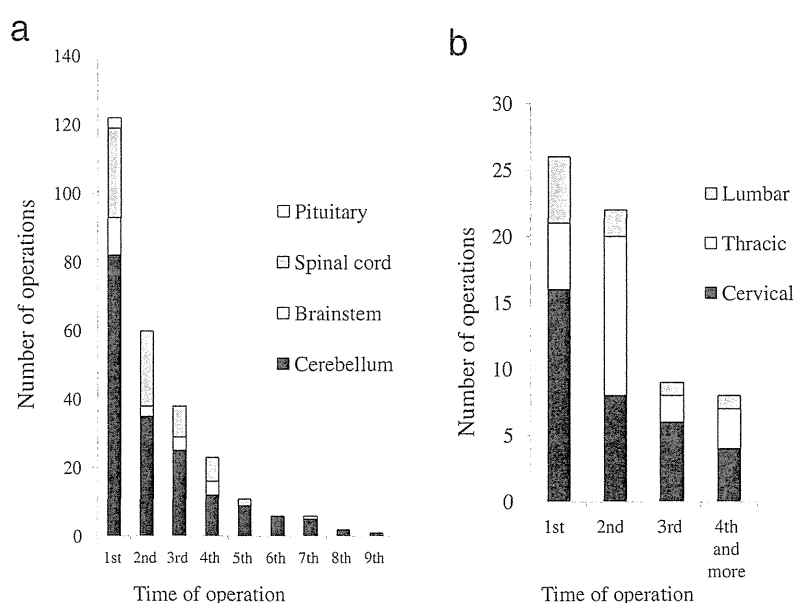 a
140
120
100
80
60
40
20
0
Number of operations
Pituitary
Spinal cord
Brainstem
Cerebellum
1st 2nd 3rd 4th 5th 6th 7th 8th 9th
Time of operation
b
30
25
20
15
10
5
0
Number of operations
Lumbar
Thracic
Cervical
1st 2nd 3rd 4th
and
more
Time of operation